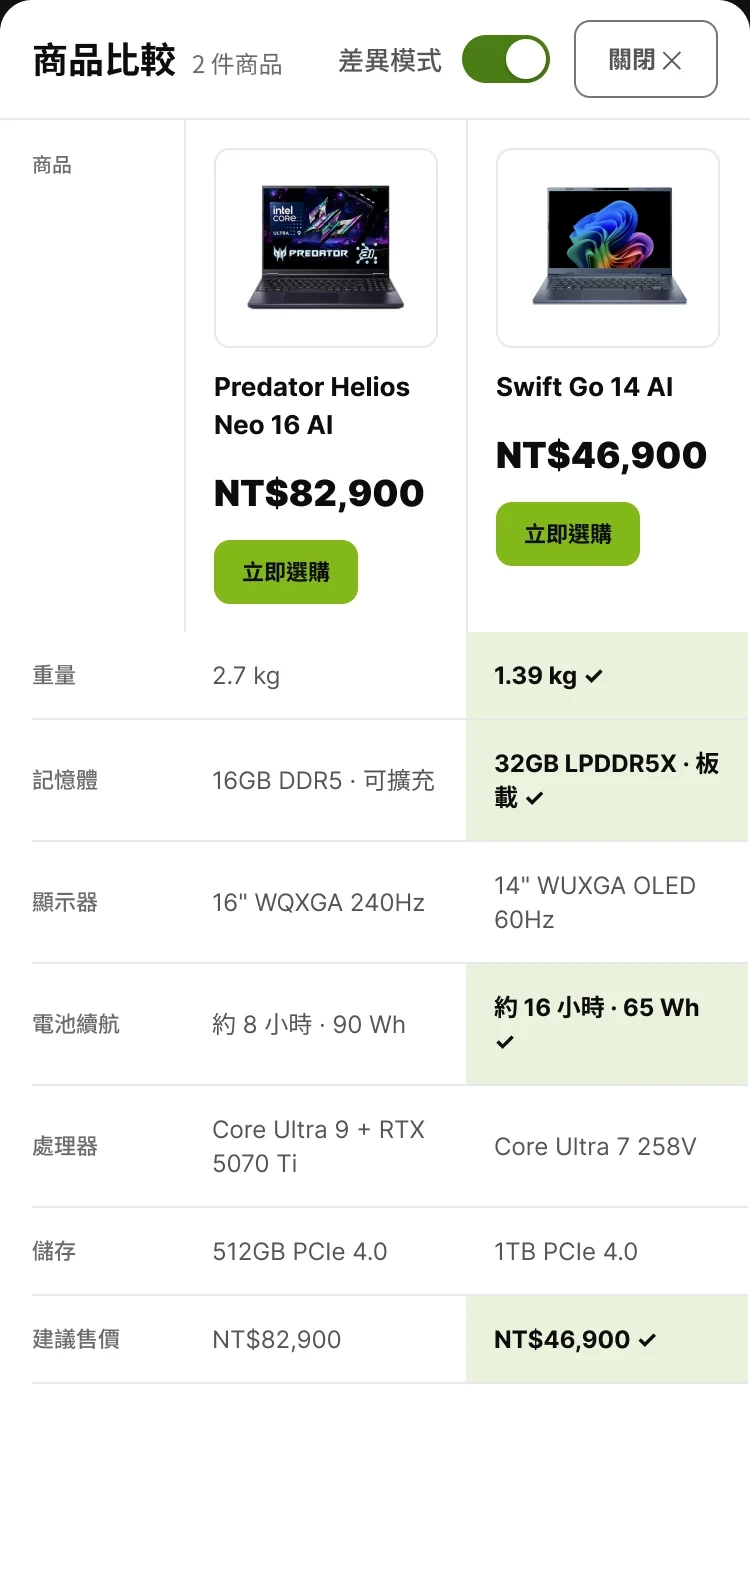 商品比較 2 件商品 差異模式 關閉
商品
intel
CORE
ULTRA 9
PREDATOR
ai
Predator Helios
Neo 16 AI
NT$82,900
立即選購
Swift Go 14 AI
NT$46,900
立即選購
重量 2.7 kg 1.39 kg ✓
記憶體 16GB DDR5 · 可擴充 32GB LPDDR5X · 板
載 ✓
顯示器 16" WQXGA 240Hz 14" WUXGA OLED
60Hz
電池續航 約 8 小時 · 90 Wh 約 16 小時 · 65 Wh
✓
處理器 Core Ultra 9 + RTX
5070 Ti
Core Ultra 7 258V
儲存 512GB PCIe 4.0 1TB PCIe 4.0
建議售價 NT$82,900 NT$46,900 ✓